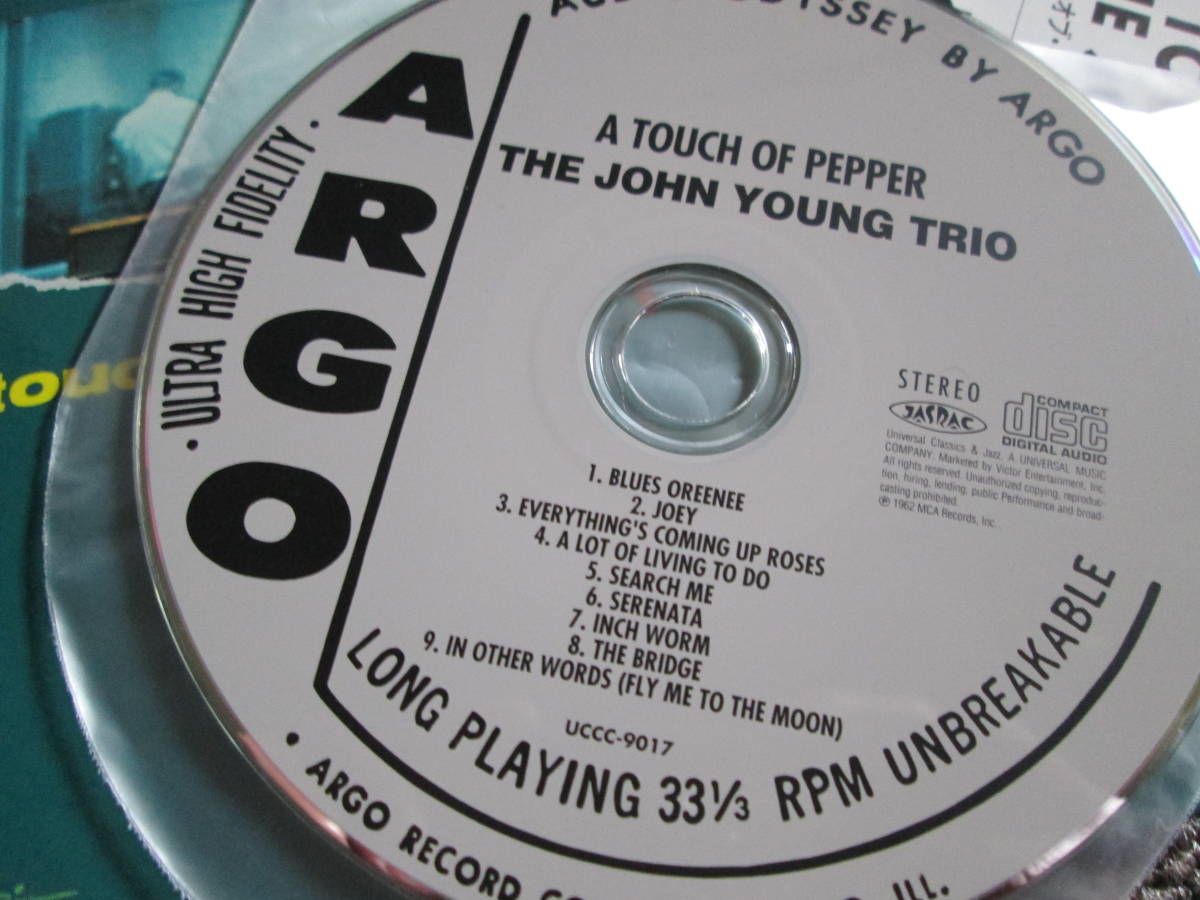 ODYSSEY BY ARGO
ARGO
• ULTRA HIGH FIDELITY •
A TOUCH OF PEPPER
THE JOHN YOUNG TRIO
STEREO
JASRAC
COMPACT
disc
DIGITAL AUDIO
Universal Classics & Jazz, A UNIVERSAL MUSIC
COMPANY. Marketed by Victor Entertainment, Inc.
All rights reserved. Unauthorized copying, reproduc-
tion, hiring, lending, public Performance and broad-
casting prohibited.
℗ 1962 MCA Records, Inc.
1. BLUES OREENEE
2. JOEY
3. EVERYTHING'S COMING UP ROSES
4. A LOT OF LIVING TO DO
5. SEARCH ME
6. SERENATA
7. INCH WORM
8. THE BRIDGE
9. IN OTHER WORDS (FLY ME TO THE MOON)
UCCC-9017
LONG PLAYING 33⅓ RPM UNBREAKABLE
• ARGO RECORD ILL.